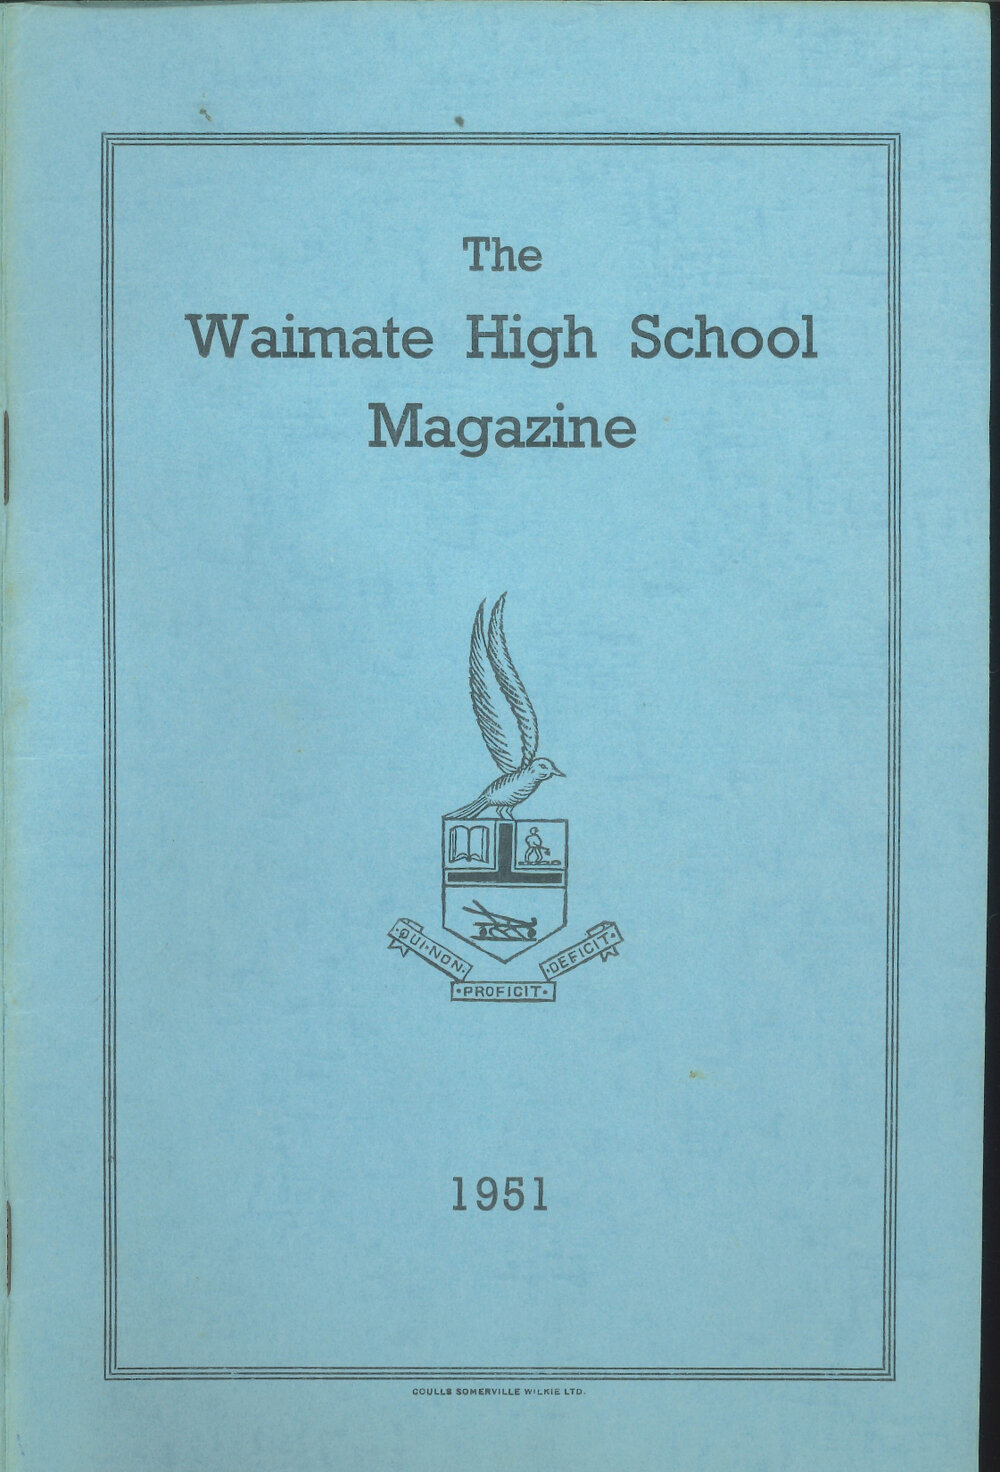 The
Waimate High School
Magazine
·QUI·NON·
·PROFICIT·
·DEFICIT·
1951
COULLS SOMERVILLE WILKIE LTD.